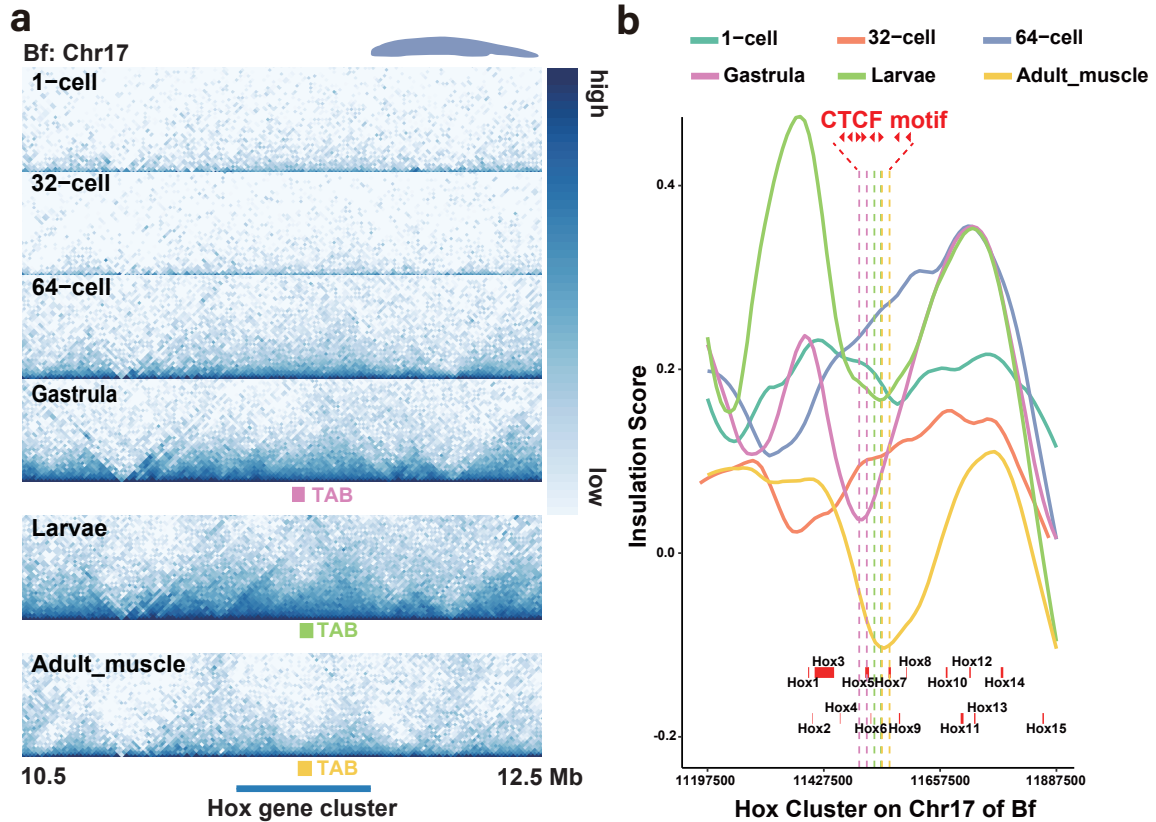 a
Bf: Chr17
1−cell
32−cell
64−cell
Gastrula
TAB
Larvae
TAB
Adult_muscle
TAB
10.5
12.5 Mb
Hox gene cluster
high
low
b
1−cell
32−cell
64−cell
Gastrula
Larvae
Adult_muscle
CTCF motif
Insulation Score
0.4
0.2
0.0
-0.2
Hox3
Hox8
Hox12
Hox1
Hox5
Hox7
Hox10
Hox14
Hox4
Hox13
Hox2
Hox6
Hox9
Hox11
Hox15
11197500
11427500
11657500
11887500
Hox Cluster on Chr17 of Bf